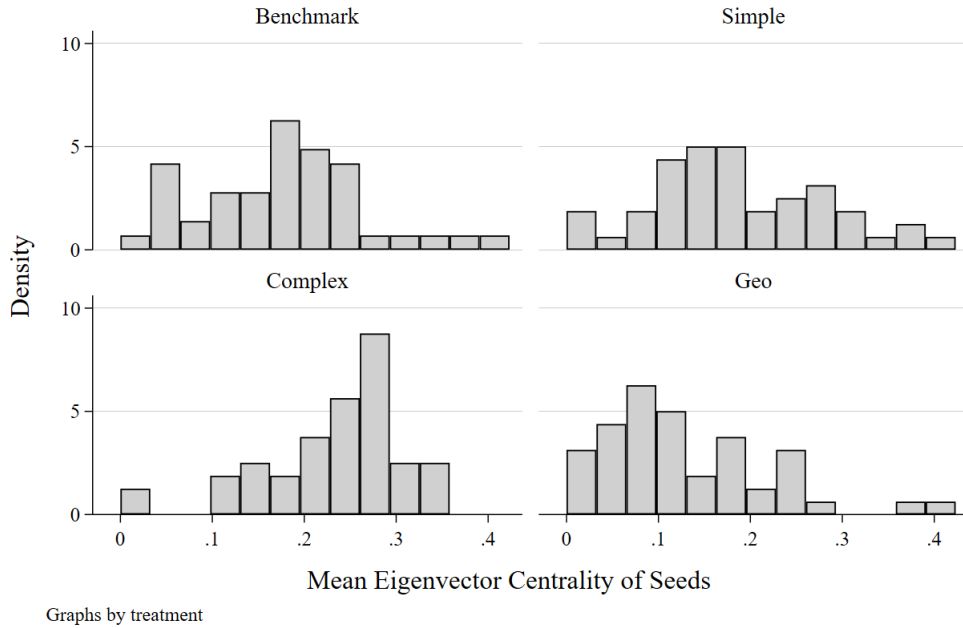 Benchmark
Simple
10
5
0
Complex
Geo
10
5
0
Density
0 .1 .2 .3 .4
0 .1 .2 .3 .4
Mean Eigenvector Centrality of Seeds
Graphs by treatment